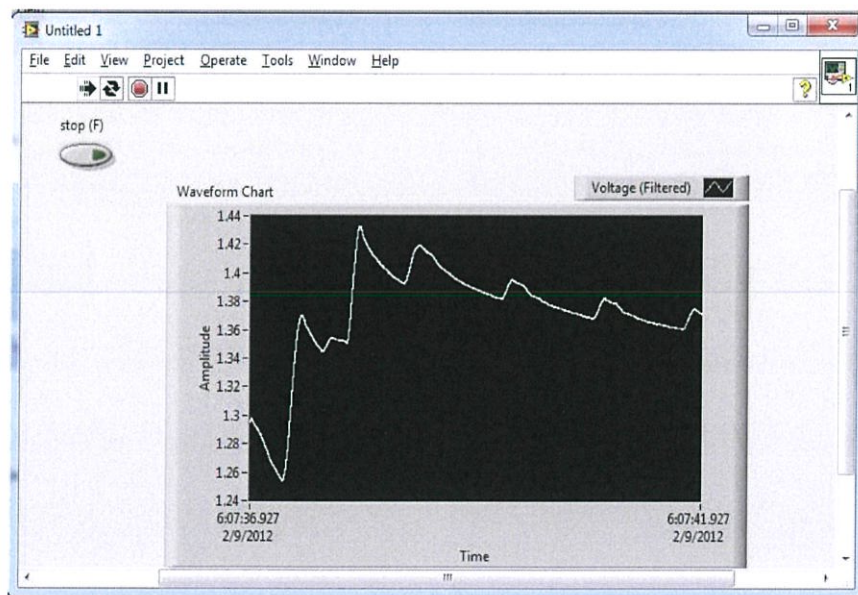 Untitled 1
File Edit View Project Operate Tools Window Help
1
stop (F)
Waveform Chart
Voltage (Filtered)
1.44
1.42
1.4
1.38
1.36
1.34
1.32
1.3
1.28
1.26
1.24
Amplitude
6:07:36.927 6:07:41.927
2/9/2012 2/9/2012
Time